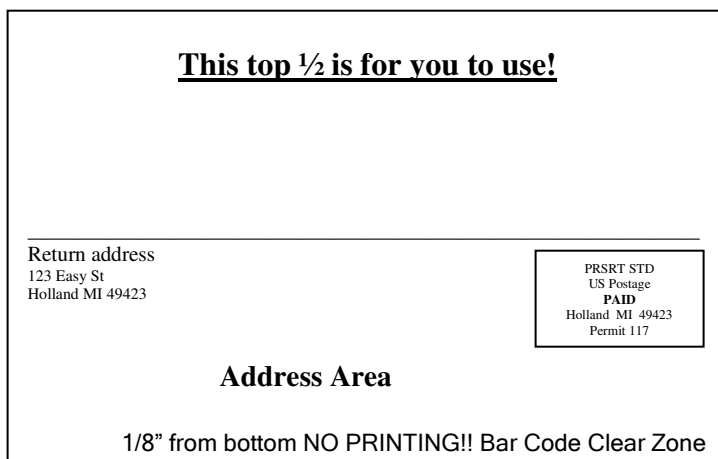 This top ½ is for you to use!
Return address
123 Easy St
Holland MI 49423
PRSRT STD
US Postage
PAID
Holland MI 49423
Permit 117
Address Area
1/8” from bottom NO PRINTING!! Bar Code Clear Zone